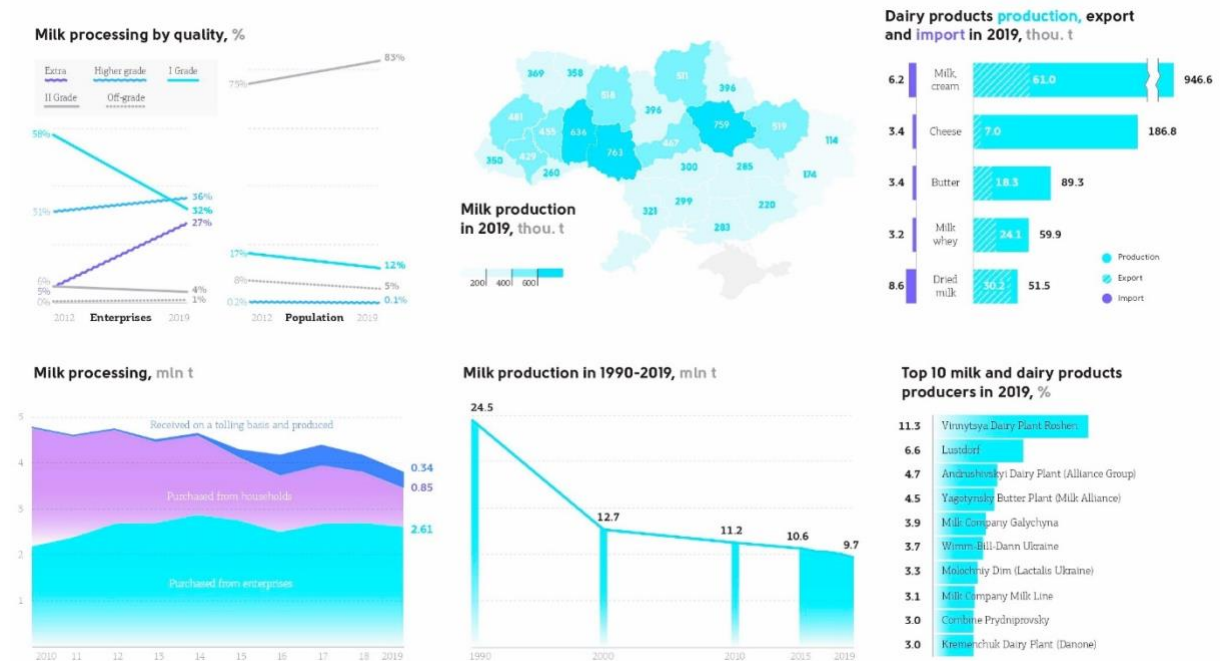 Milk processing by quality, %
Extra
Higher grade
I Grade
II Grade
Off-grade
58%
31%
6%
5%
0%
36%
32%
27%
4%
1%
2012
Enterprises
2019
75%
17%
8%
0.2%
83%
12%
5%
0.1%
2012
Population
2019
Milk production
in 2019, thou. t
200
400
600
369
358
518
511
396
396
481
455
636
763
447
759
519
114
350
429
260
300
285
174
321
299
220
283
Dairy products production, export
and import in 2019, thou. t
6.2
Milk,
cream
61.0
946.6
3.4
Cheese
7.0
186.8
3.4
Butter
18.3
89.3
3.2
Milk
whey
24.1
59.9
8.6
Dried
milk
30.2
51.5
Production
Export
Import
Milk processing, mln t
5
4
3
2
1
Received on a tolling basis and produced
Purchased from households
Purchased from enterprises
0.34
0.85
2.61
2010
11
12
13
14
15
16
17
18
2019
Milk production in 1990-2019, mln t
24.5
12.7
11.2
10.6
9.7
1990
2000
2010
2015
2019
Top 10 milk and dairy products
producers in 2019, %
11.3 Vinnytsya Dairy Plant Roshen
6.6 Lustdorf
4.7 Andrushivskyi Dairy Plant (Alliance Group)
4.5 Yagotynsky Butter Plant (Milk Alliance)
3.9 Milk Company Galychyna
3.7 Wimm-Bill-Dann Ukraine
3.3 Molochniy Dim (Lactalis Ukraine)
3.1 Milk Company Milk Line
3.0 Combine Prydniprovsky
3.0 Kremenchuk Dairy Plant (Danone)